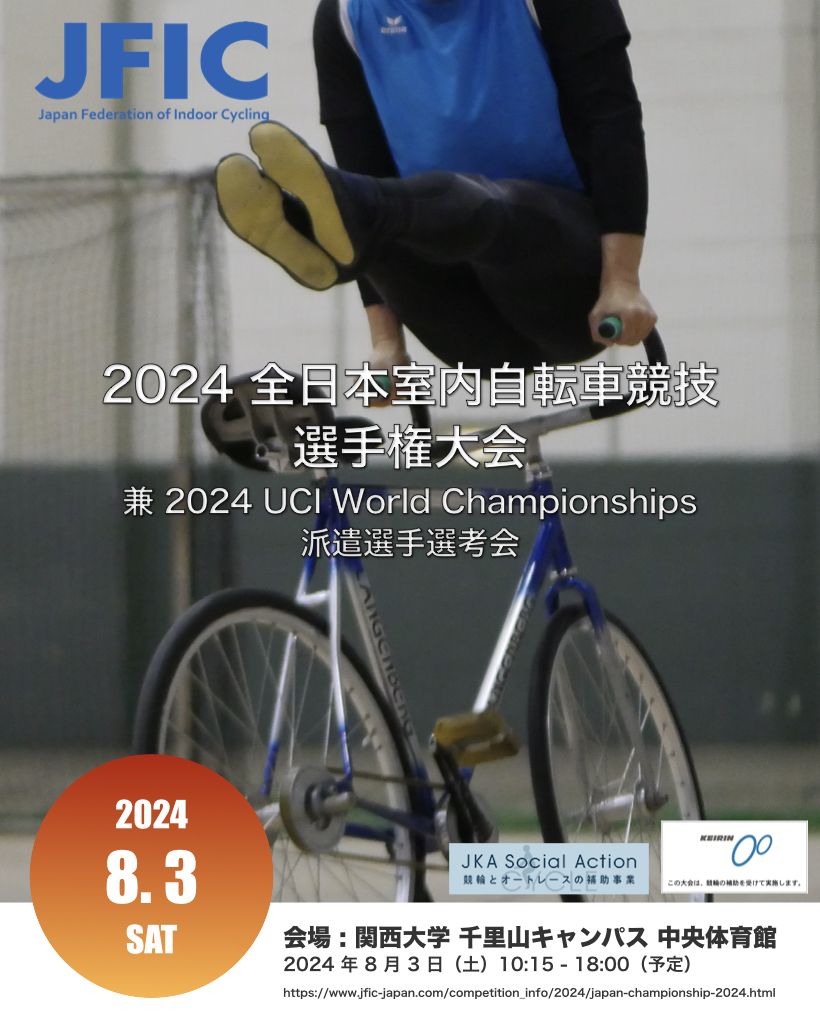 JFIC
Japan Federation of Indoor Cycling
erima
2024 全日本室内自転車競技
選手権大会
兼 2024 UCI World Championships
派遣選手選考会
LANGENBERG
LANGENBERG
2024
8. 3
SAT
JKA Social Action
競輪とオートレースの補助事業
CYCLE
KEIRIN
この大会は、競輪の補助を受けて実施します。
会場：関西大学 千里山キャンパス 中央体育館
2024 年 8 月 3 日（土）10:15 - 18:00（予定）
https://www.jfic-japan.com/competition_info/2024/japan-championship-2024.html